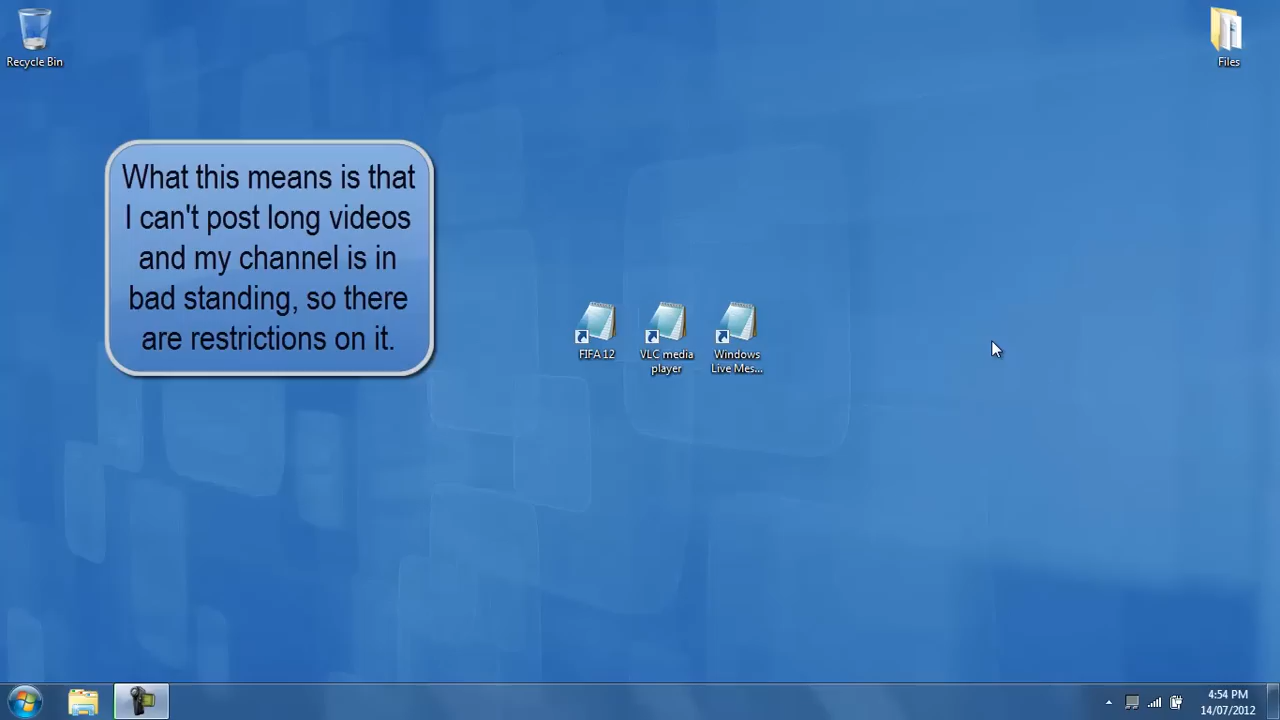 Recycle Bin
Files
What this means is that
I can't post long videos
and my channel is in
bad standing, so there
are restrictions on it.
FIFA 12
VLC media
player
Windows
Live Mes...
4:54 PM
14/07/2012